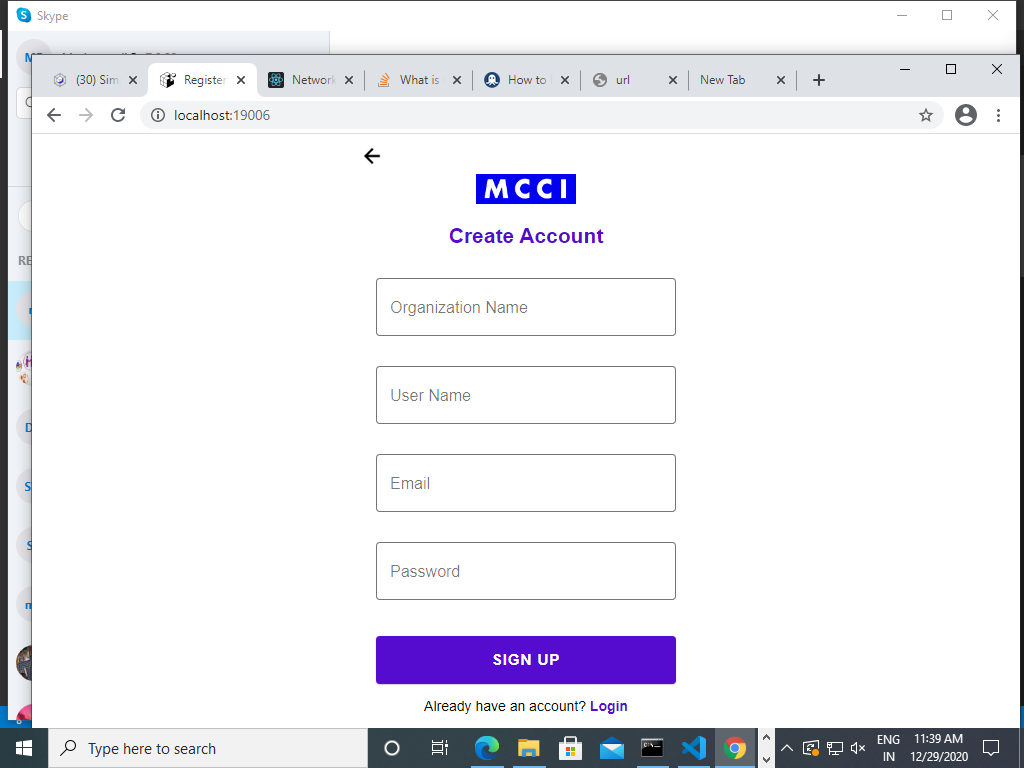 Skype
(30) Sim
Register
Network
What is
How to
url
New Tab
localhost:19006
MCCI
Create Account
Organization Name
User Name
Email
Password
SIGN UP
Already have an account? Login
Type here to search
ENG
IN
11:39 AM
12/29/2020